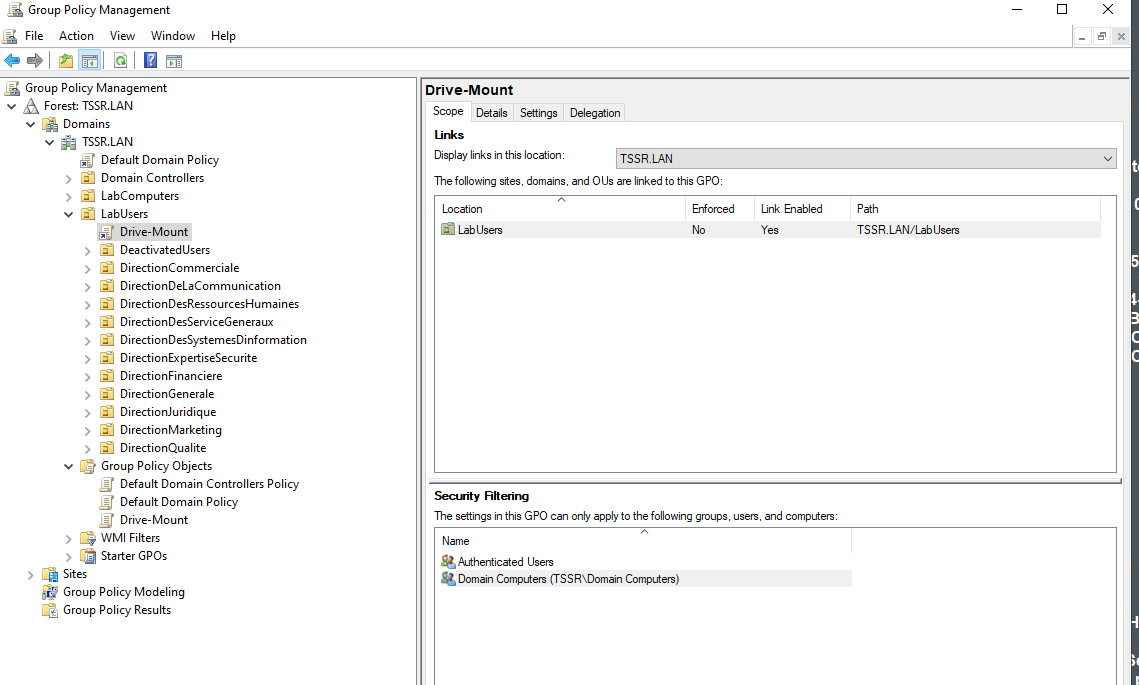 Group Policy Management
File Action View Window Help
Group Policy Management
Forest: TSSR.LAN
Domains
TSSR.LAN
Default Domain Policy
Domain Controllers
LabComputers
LabUsers
Drive-Mount
DeactivatedUsers
DirectionCommerciale
DirectionDeLaCommunication
DirectionDesRessourcesHumaines
DirectionDesServiceGeneraux
DirectionDesSystemesDinformation
DirectionExpertiseSecurite
DirectionFinanciere
DirectionGenerale
DirectionJuridique
DirectionMarketing
DirectionQualite
Group Policy Objects
Default Domain Controllers Policy
Default Domain Policy
Drive-Mount
WMI Filters
Starter GPOs
Sites
Group Policy Modeling
Group Policy Results
Drive-Mount
Scope Details Settings Delegation
Links
Display links in this location: TSSR.LAN
The following sites, domains, and OUs are linked to this GPO:
Location Enforced Link Enabled Path
LabUsers No Yes TSSR.LAN/LabUsers
Security Filtering
The settings in this GPO can only apply to the following groups, users, and computers:
Name
Authenticated Users
Domain Computers (TSSR\Domain Computers)